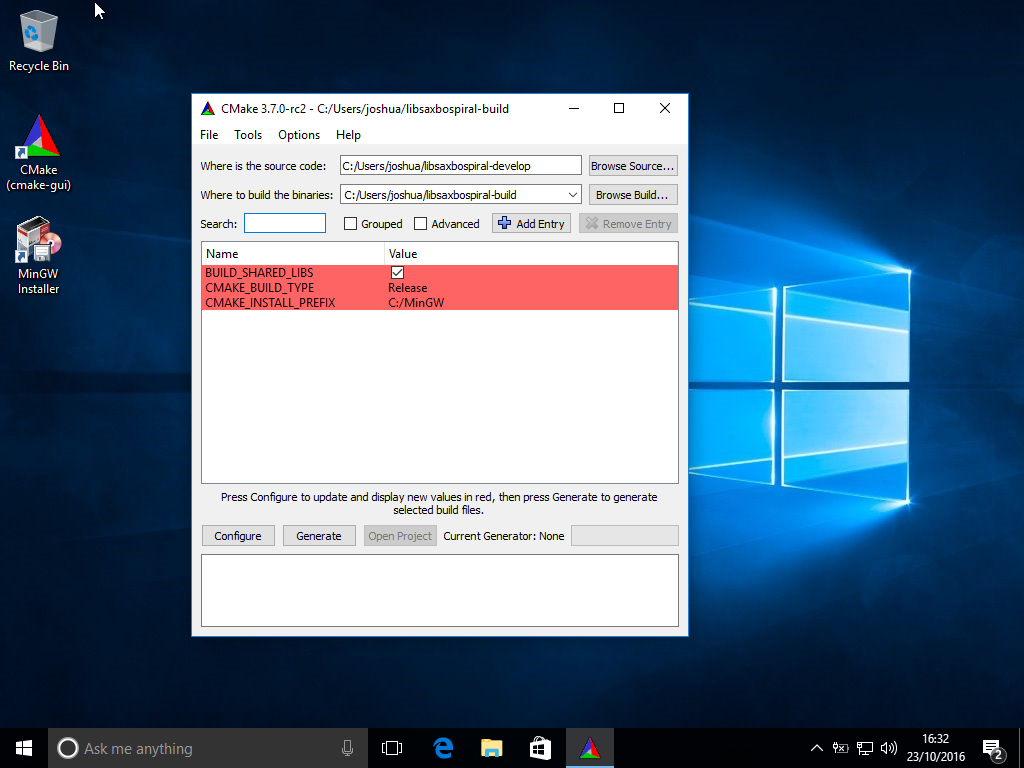 Recycle Bin
CMake
(cmake-gui)
MinGW
Installer
CMake 3.7.0-rc2 - C:/Users/joshua/libsaxbospiral-build
File Tools Options Help
Where is the source code: C:/Users/joshua/libsaxbospiral-develop Browse Source...
Where to build the binaries: C:/Users/joshua/libsaxbospiral-build Browse Build...
Search: Grouped Advanced Add Entry Remove Entry
Name Value
BUILD_SHARED_LIBS
CMAKE_BUILD_TYPE Release
CMAKE_INSTALL_PREFIX C:/MinGW
Press Configure to update and display new values in red, then press Generate to generate
selected build files.
Configure Generate Open Project Current Generator: None
Ask me anything
16:32
23/10/2016
2